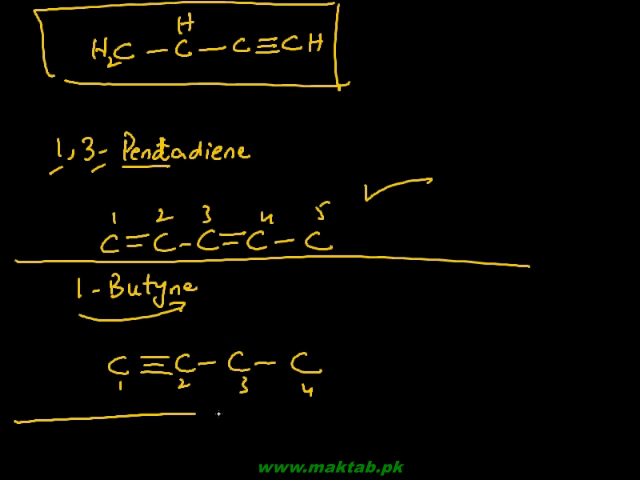 H
H₂C – C – C ≡ CH
1, 3 - Pentadiene
1 2 3 4 5
C = C - C = C - C
1 - Butyne
C ≡ C – C – C
1 2 3 4
www.maktab.pk